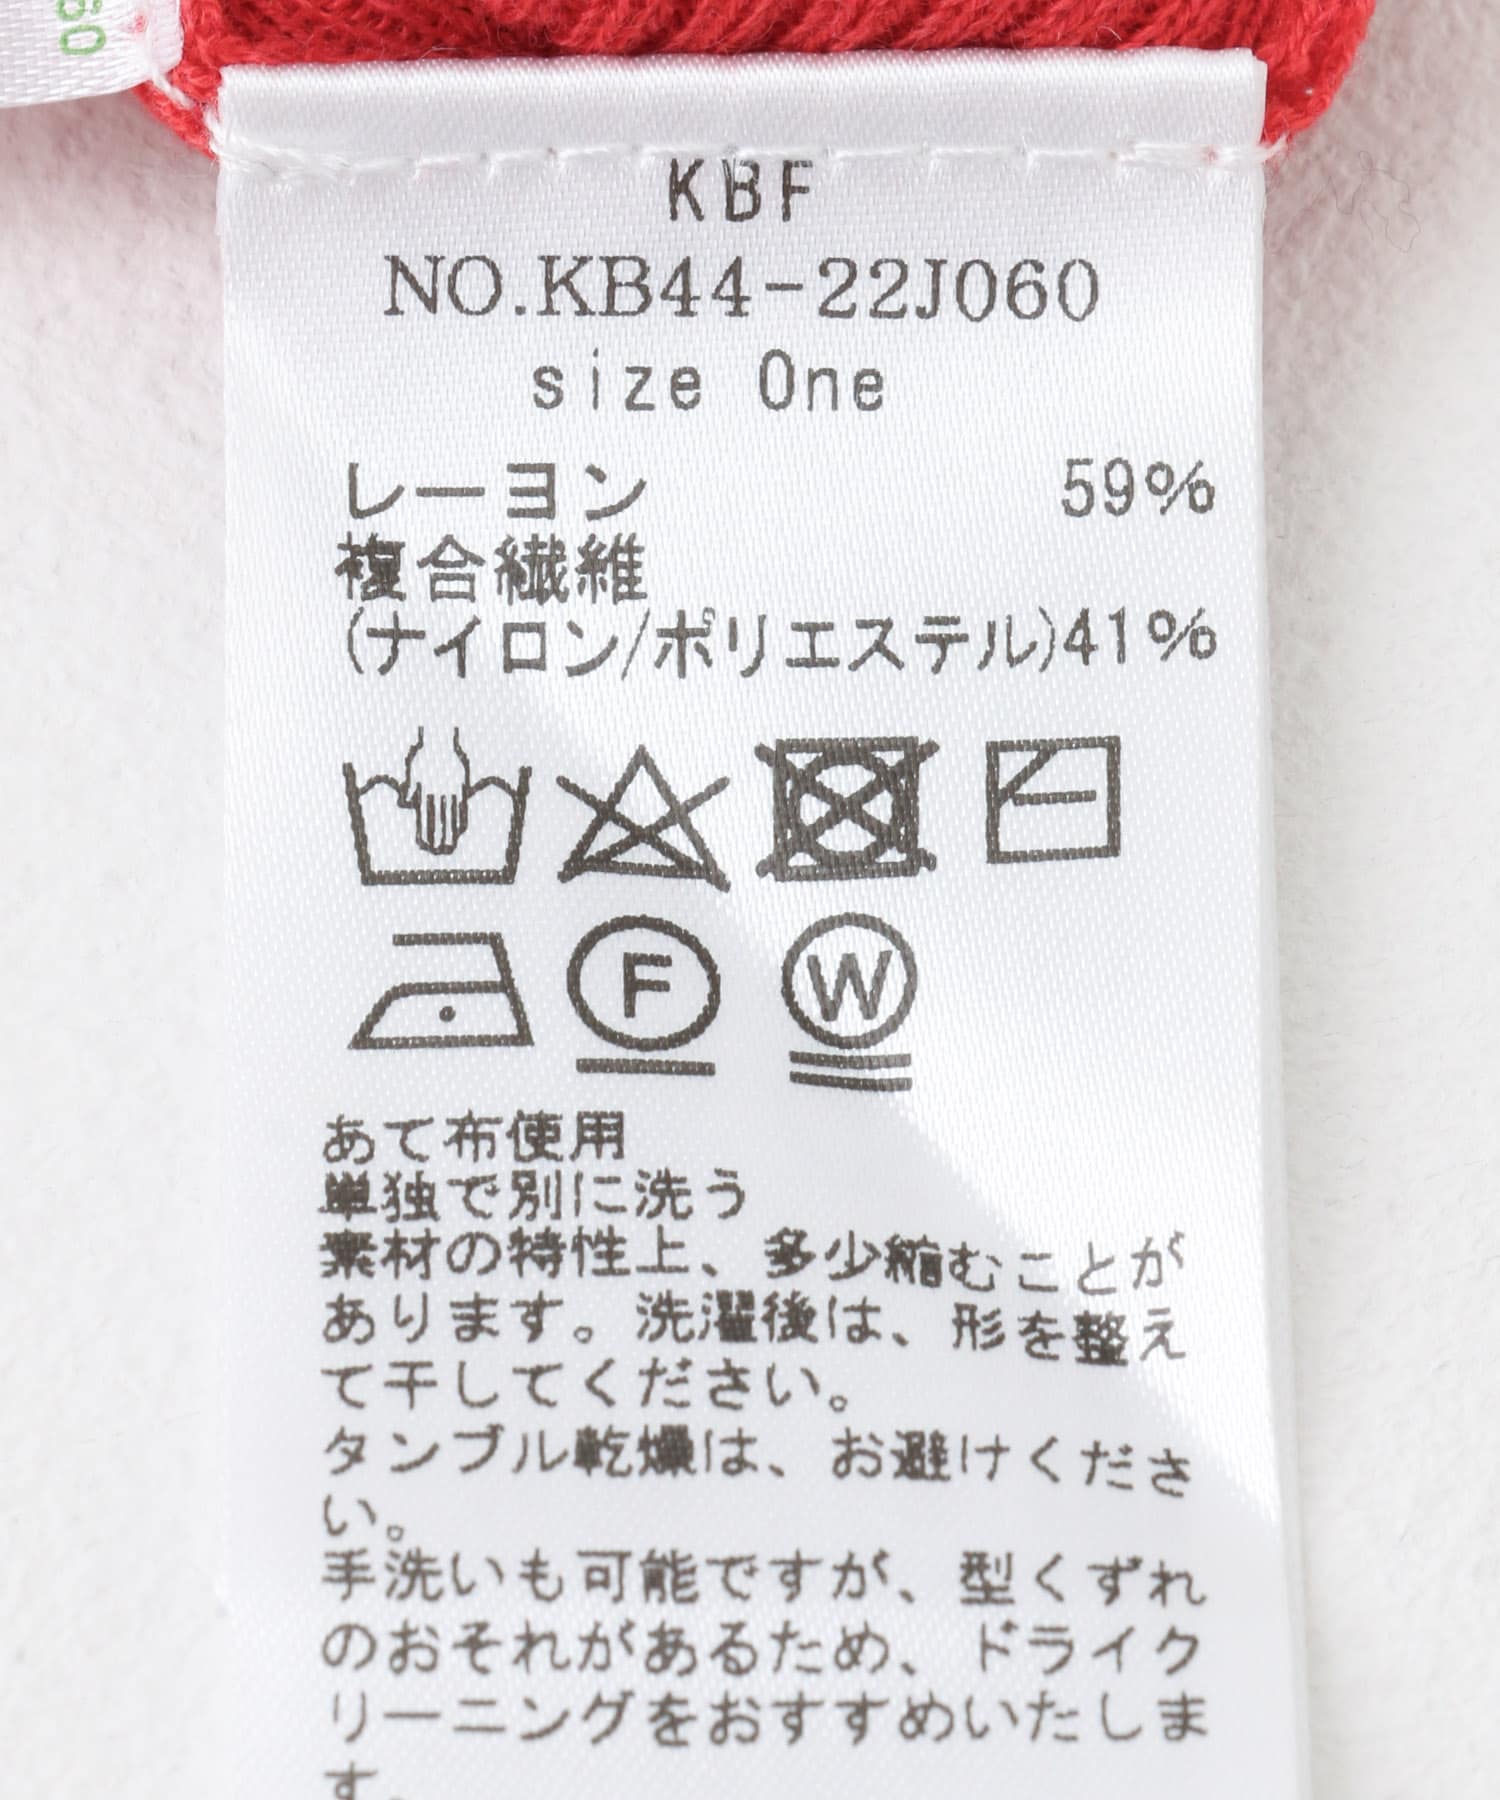 60
KBF
NO.KB44-22J060
size One
レーヨン 59%
複合繊維
(ナイロン/ポリエステル)41%
F
W
あて布使用
単独で別に洗う
素材の特性上、多少縮むことが
あります。洗濯後は、形を整え
て干してください。
タンブル乾燥は、お避けくださ
い。
手洗いも可能ですが、型くずれ
のおそれがあるため、ドライク
リーニングをおすすめいたしま
す。